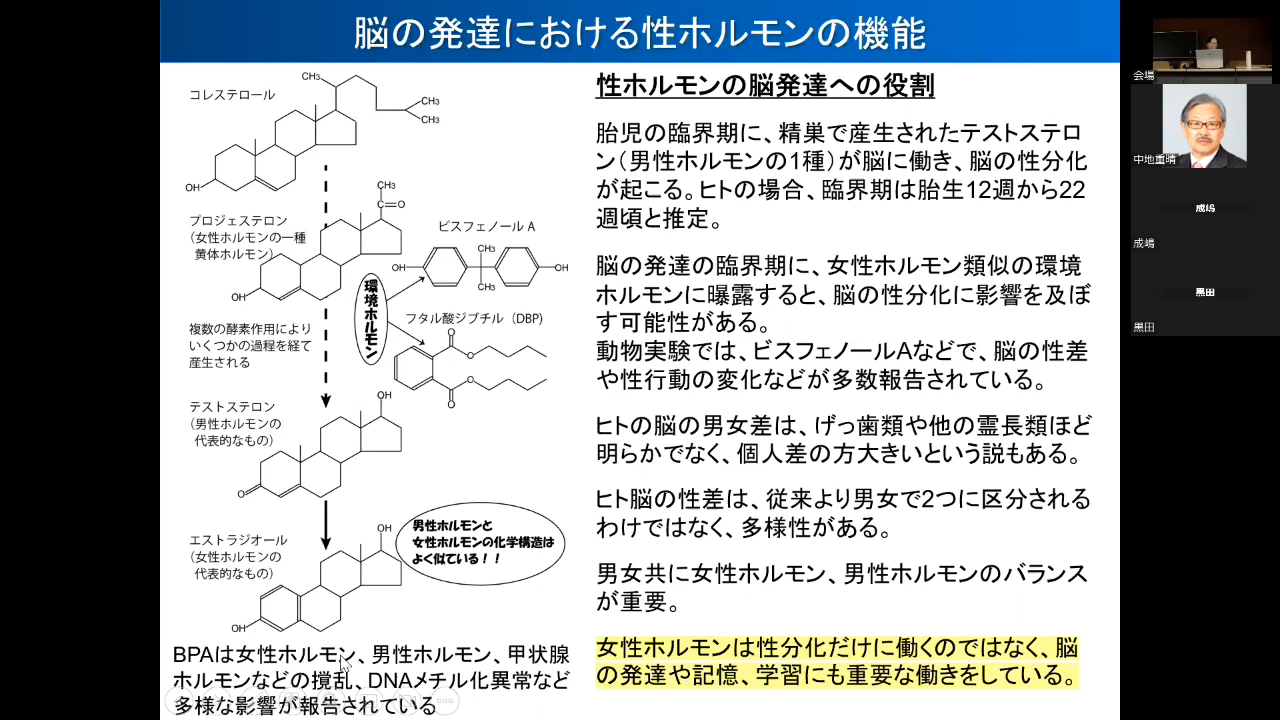 脳の発達における性ホルモンの機能
コレステロール
CH3
CH3
CH3
OH
プロジェステロン
（女性ホルモンの一種
黄体ホルモン）
CH3
C=O
OH
ビスフェノール A
OH
CH3
CH3
OH
環境ホルモン
フタル酸ジブチル（DBP)
O
O
O
O
複数の酵素作用により
いくつかの過程を経て
産生される
テストステロン
（男性ホルモンの
代表的なもの）
OH
O
エストラジオール
（女性ホルモンの
代表的なもの）
OH
OH
男性ホルモンと
女性ホルモンの化学構造は
よく似ている！！
BPAは女性ホルモン、男性ホルモン、甲状腺
ホルモンなどの撹乱、DNAメチル化異常など
多様な影響が報告されている
性ホルモンの脳発達への役割
胎児の臨界期に、精巣で産生されたテストステロ
ン（男性ホルモンの1種）が脳に働き、脳の性分化
が起こる。ヒトの場合、臨界期は胎生12週から22
週頃と推定。
脳の発達の臨界期に、女性ホルモン類似の環境
ホルモンに曝露すると、脳の性分化に影響を及ぼ
す可能性がある。
動物実験では、ビスフェノールAなどで、脳の性差
や性行動の変化などが多数報告されている。
ヒトの脳の男女差は、げっ歯類や他の霊長類ほど
明らかでなく、個人差の方大きいという説もある。
ヒト脳の性差は、従来より男女で2つに区分される
わけではなく、多様性がある。
男女共に女性ホルモン、男性ホルモンのバランス
が重要。
女性ホルモンは性分化だけに働くのではなく、脳
の発達や記憶、学習にも重要な働きをしている。
会場
中地重晴
成嶋
成嶋
黒田
黒田